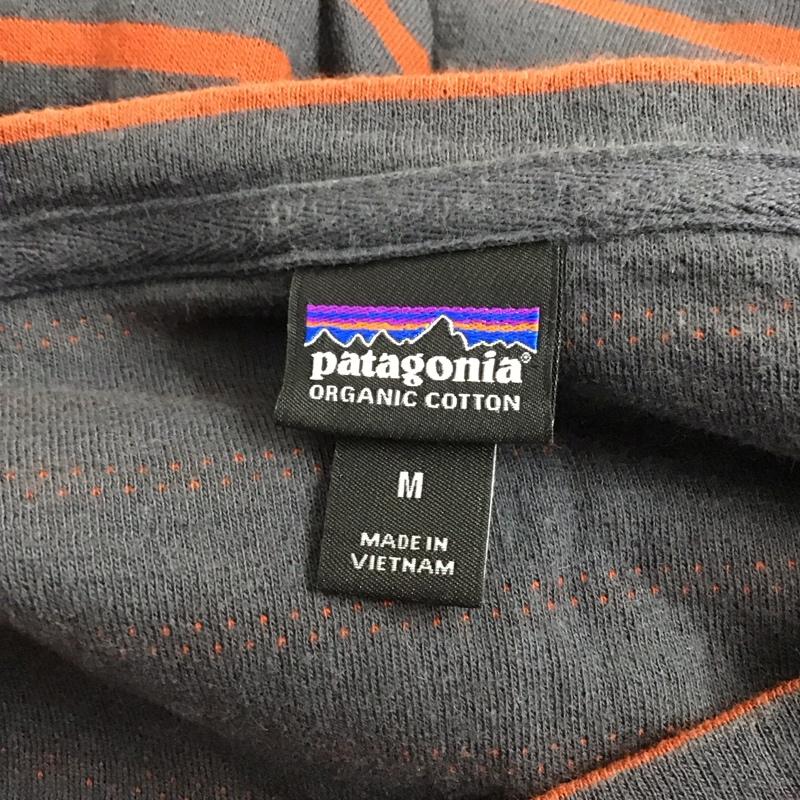 patagonia®
ORGANIC COTTON
M
MADE IN
VIETNAM